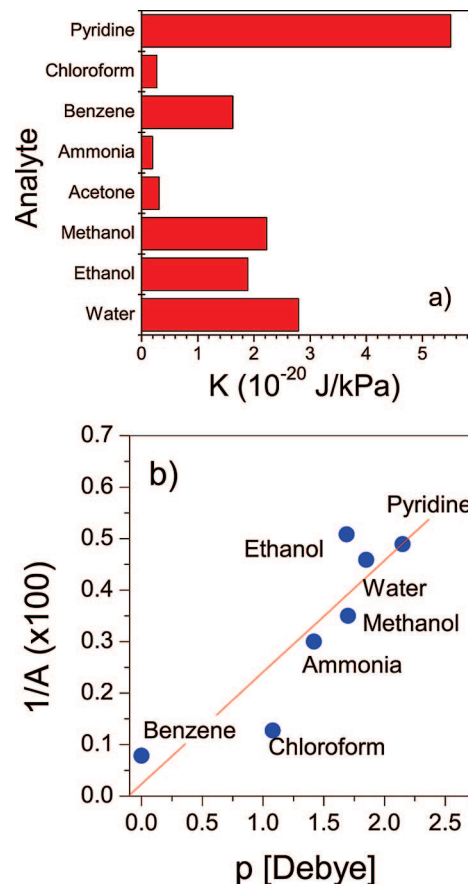 Pyridine
Chloroform
Benzene
Ammonia
Acetone
Methanol
Ethanol
Water
Analyte
a)
0 1 2 3 4 5
K (10⁻²⁰ J/kPa)
b)
0.7
0.6
0.5
0.4
0.3
0.2
0.1
0.0
1/A (x100)
Pyridine
Ethanol
Water
Methanol
Ammonia
Benzene
Chloroform
0.0 0.5 1.0 1.5 2.0 2.5
p [Debye]